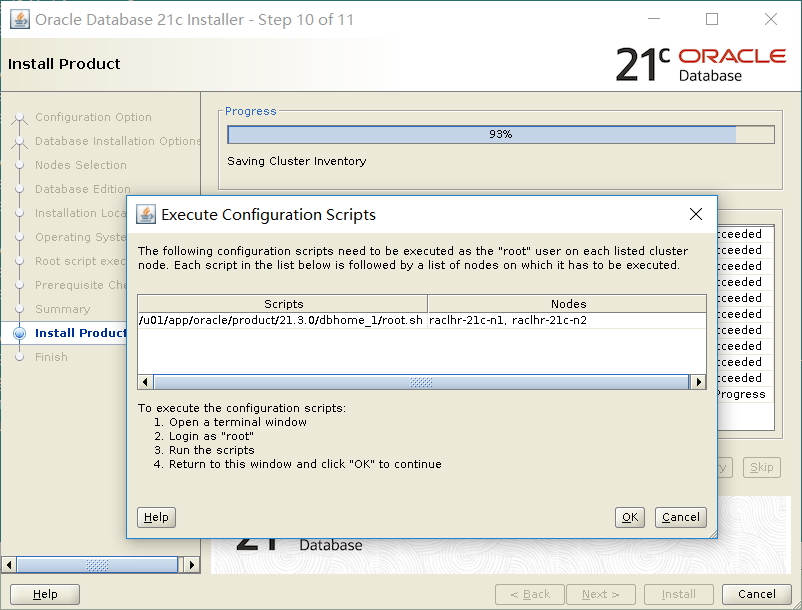 Oracle Database 21c Installer - Step 10 of 11
Install Product
21c ORACLE
Database
Configuration Option
Database Installation Options
Nodes Selection
Database Edition
Installation Loca
Operating Syste
Root script exec
Prerequisite Che
Summary
Install Product
Finish
Progress
93%
Saving Cluster Inventory
cceeded
cceeded
cceeded
cceeded
cceeded
cceeded
cceeded
cceeded
cceeded
cceeded
Progress
Execute Configuration Scripts
The following configuration scripts need to be executed as the "root" user on each listed cluster
node. Each script in the list below is followed by a list of nodes on which it has to be executed.
Scripts Nodes
/u01/app/oracle/product/21.3.0/dbhome_1/root.sh raclhr-21c-n1, raclhr-21c-n2
To execute the configuration scripts:
1. Open a terminal window
2. Login as "root"
3. Run the scripts
4. Return to this window and click "OK" to continue
Help OK Cancel
ry Skip
Database
Help < Back Next > Install Cancel